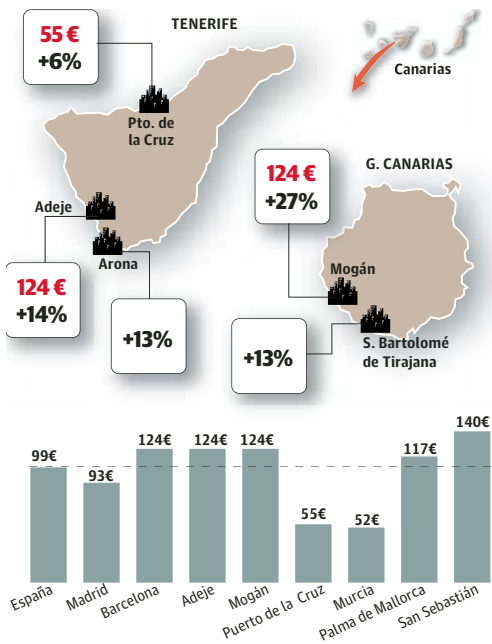 TENERIFE
55 €
+6%
Canarias
Pto. de
la Cruz
G. CANARIAS
124 €
+27%
Adeje
Arona
Mogán
124 €
+14%
+13%
+13%
S. Bartolomé
de Tirajana
99€
93€
124€
124€
124€
55€
52€
117€
140€
España
Madrid
Barcelona
Adeje
Mogán
Puerto de la Cruz
Murcia
Palma de Mallorca
San Sebastián